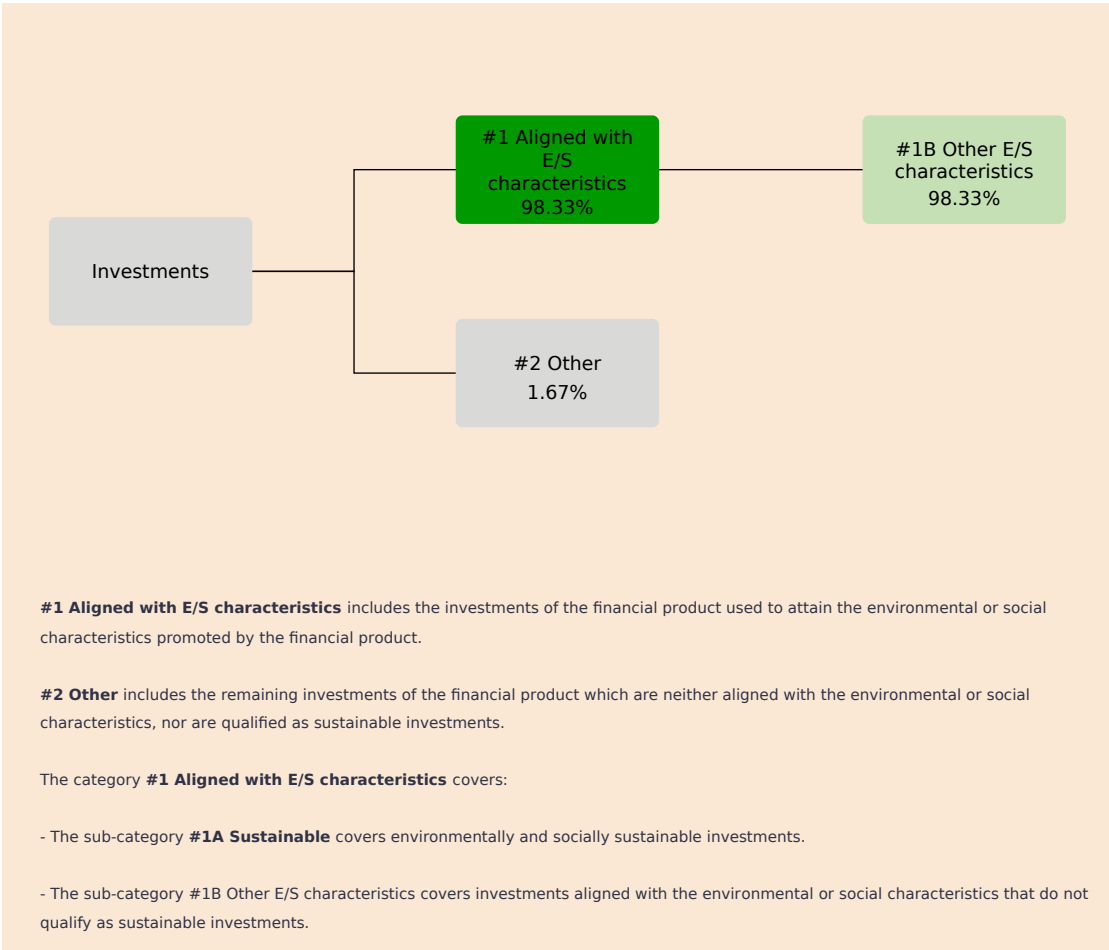 #1 Aligned with
E/S
characteristics
98.33%
#1B Other E/S
characteristics
98.33%
Investments
#2 Other
1.67%
#1 Aligned with E/S characteristics includes the investments of the financial product used to attain the environmental or social
characteristics promoted by the financial product.
#2 Other includes the remaining investments of the financial product which are neither aligned with the environmental or social
characteristics, nor are qualified as sustainable investments.
The category #1 Aligned with E/S characteristics covers:
- The sub-category #1A Sustainable covers environmentally and socially sustainable investments.
- The sub-category #1B Other E/S characteristics covers investments aligned with the environmental or social characteristics that do not
qualify as sustainable investments.